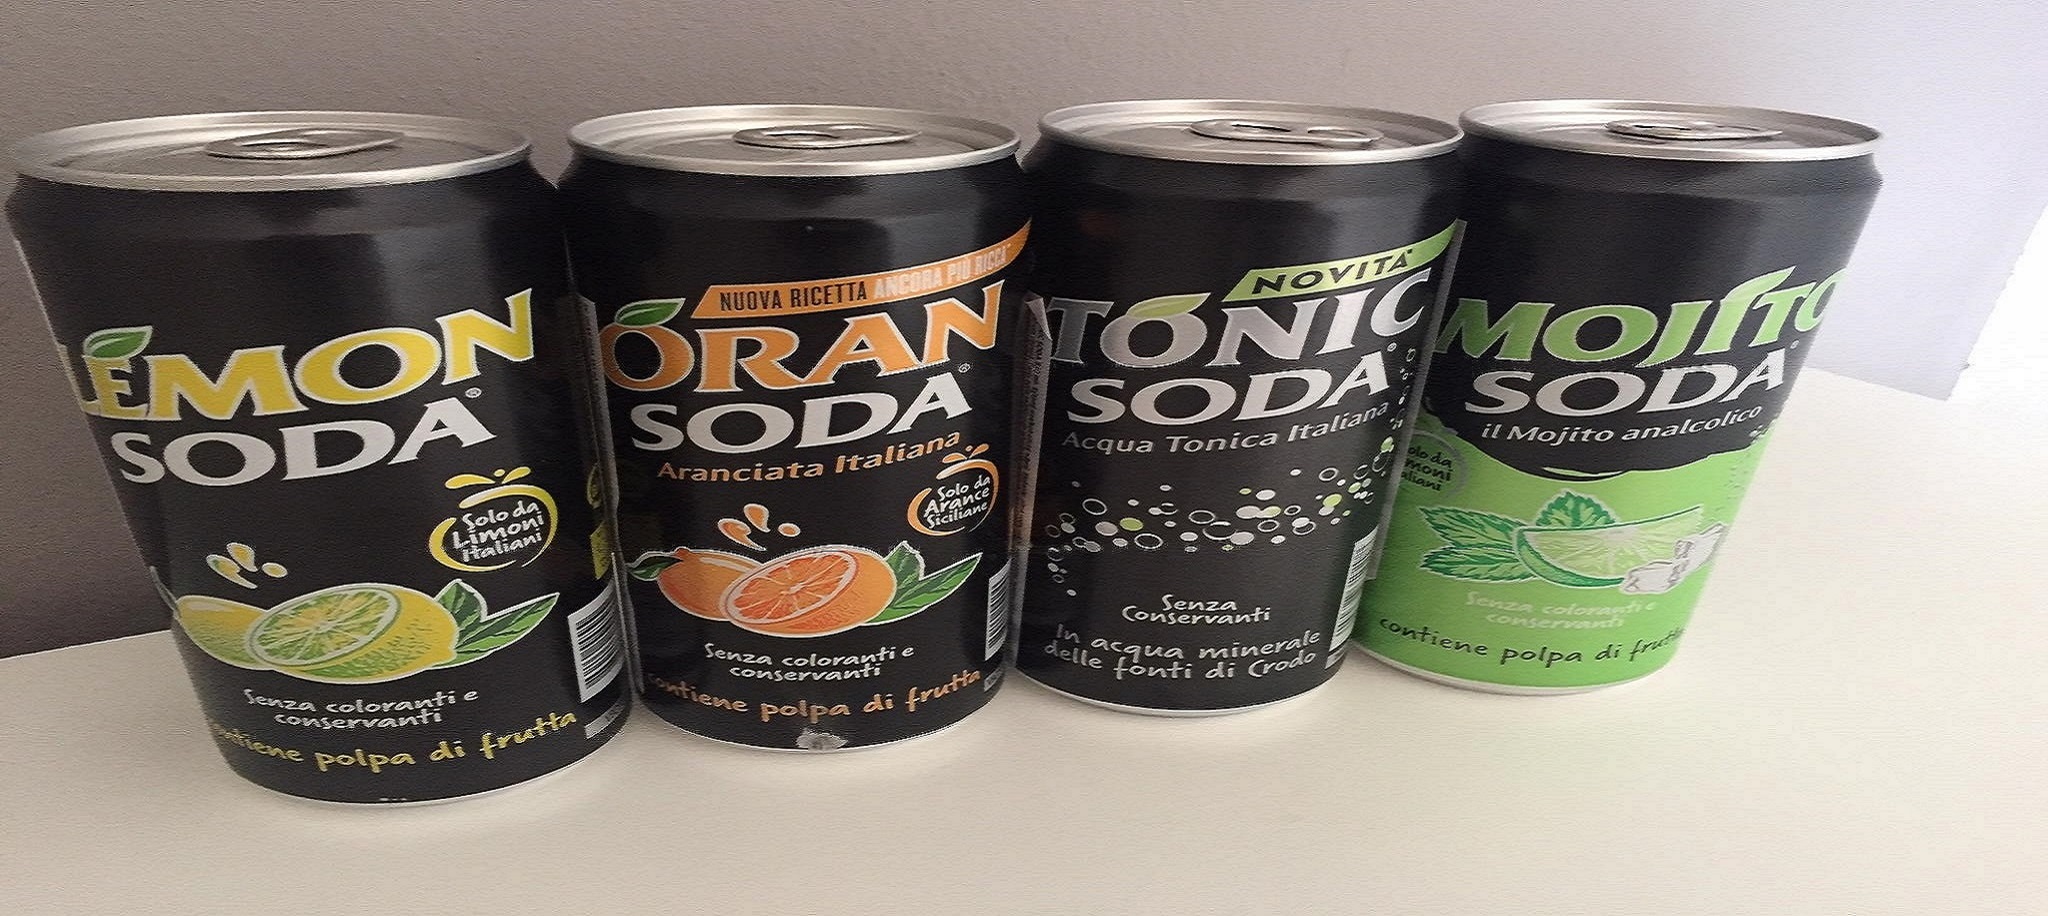 LEMON
SODA®
Solo da
Limoni
Italiani
Senza coloranti e
conservanti
contiene polpa di frutta
NUOVA RICETTA ANCORA PIÙ RICCA
ORAN
SODA®
Aranciata Italiana
Solo da
Arance
Siciliane
Senza coloranti e
conservanti
contiene polpa di frutta
NOVITÀ
TONIC
SODA®
Acqua Tonica Italiana
Senza
Conservanti
In acqua minerale
delle fonti di Crodo
MOJITO
SODA®
il Mojito analcolico
Solo da
Limoni
Italiani
Senza coloranti e
conservanti
contiene polpa di frutta